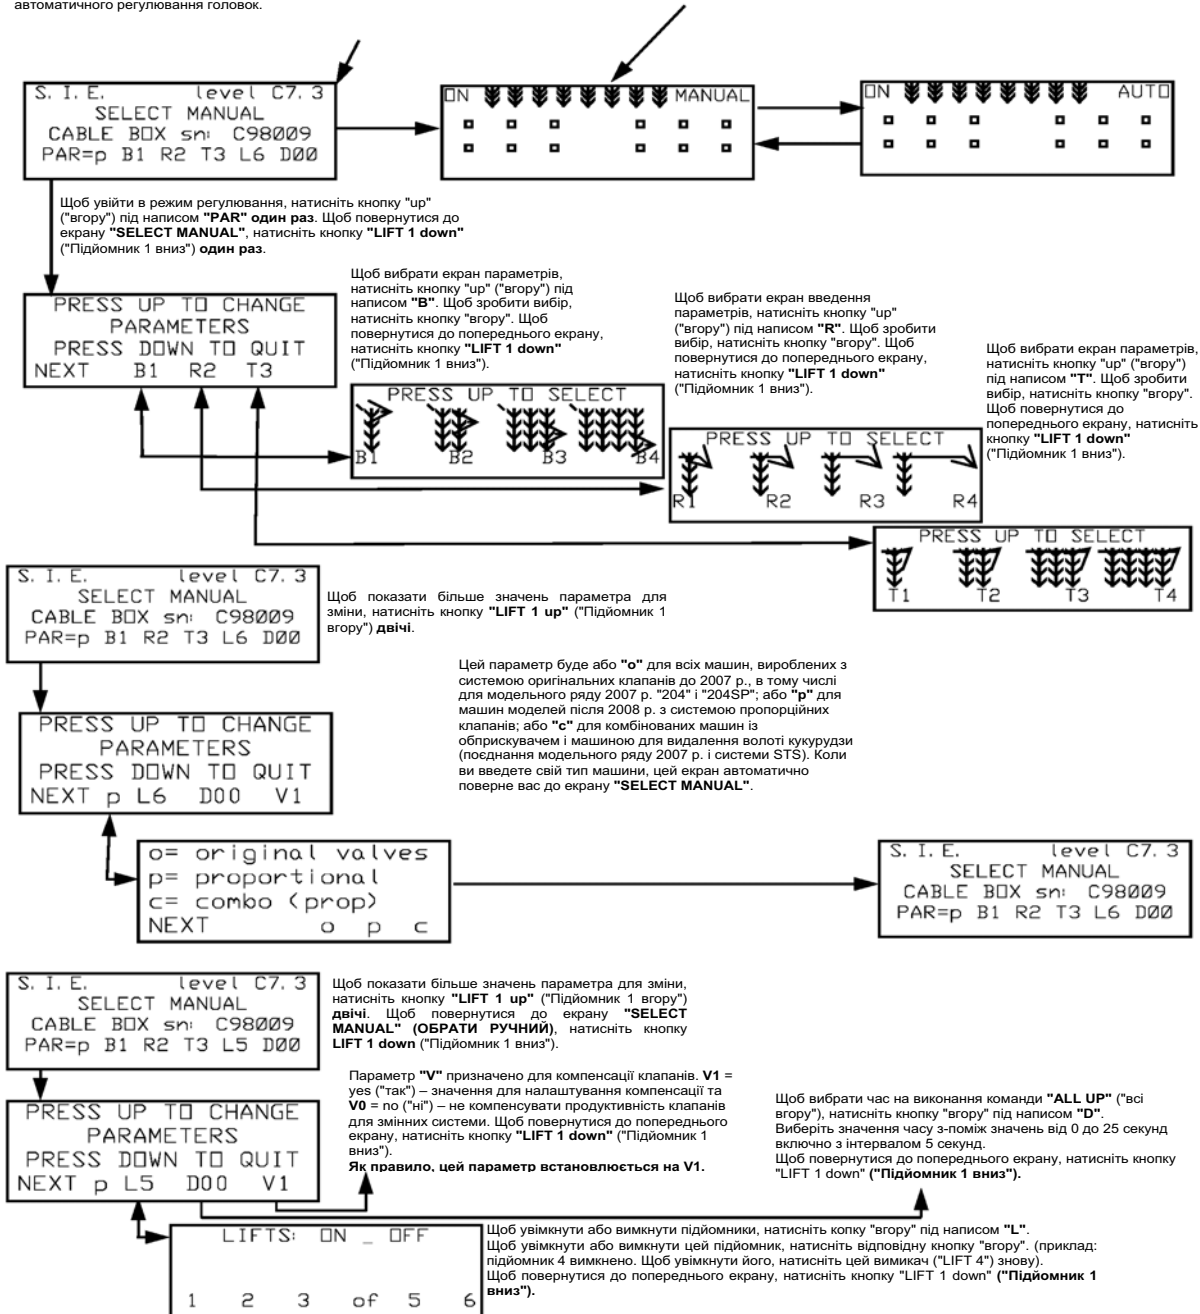 автоматичного регулювання головок.
S. I. E. level C7. 3
SELECT MANUAL
CABLE BOX sn: C98009
PAR=p B1 R2 T3 L6 D00
ON MANUAL
ON AUTO
Щоб увійти в режим регулювання, натисніть кнопку "up"
("вгору") під написом "PAR" один раз. Щоб повернутися до
екрану "SELECT MANUAL", натисніть кнопку "LIFT 1 down"
("Підйомник 1 вниз") один раз.
PRESS UP TO CHANGE
PARAMETERS
PRESS DOWN TO QUIT
NEXT B1 R2 T3
Щоб вибрати екран параметрів,
натисніть кнопку "up" ("вгору") під
написом "B". Щоб зробити вибір,
натисніть кнопку "вгору". Щоб
повернутися до попереднього екрану,
натисніть кнопку "LIFT 1 down"
("Підйомник 1 вниз").
PRESS UP TO SELECT
B1 B2 B3 B4
Щоб вибрати екран введення
параметрів, натисніть кнопку "up"
("вгору") під написом "R". Щоб зробити
вибір, натисніть кнопку "вгору". Щоб
повернутися до попереднього екрану,
натисніть кнопку "LIFT 1 down"
("Підйомник 1 вниз").
PRESS UP TO SELECT
R1 R2 R3 R4
Щоб вибрати екран параметрів,
натисніть кнопку "up" ("вгору")
під написом "T". Щоб зробити
вибір, натисніть кнопку "вгору".
Щоб повернутися до
попереднього екрану, натисніть
кнопку "LIFT 1 down"
("Підйомник 1 вниз").
PRESS UP TO SELECT
T1 T2 T3 T4
S. I. E. level C7. 3
SELECT MANUAL
CABLE BOX sn: C98009
PAR=p B1 R2 T3 L6 D00
Щоб показати більше значень параметра для
зміни, натисніть кнопку "LIFT 1 up" ("Підйомник 1
вгору") двічі.
Цей параметр буде або "o" для всіх машин, вироблених з
системою оригінальних клапанів до 2007 р., в тому числі
для модельного ряду 2007 р. "204" і "204SP"; або "p" для
машин моделей після 2008 р. з системою пропорційних
клапанів; або "c" для комбінованих машин із
обприскувачем і машиною для видалення волоті кукурудзи
(поєднання модельного ряду 2007 р. і системи STS). Коли
ви введете свій тип машини, цей екран автоматично
поверне вас до екрану "SELECT MANUAL".
PRESS UP TO CHANGE
PARAMETERS
PRESS DOWN TO QUIT
NEXT p L6 D00 V1
o= original valves
p= proportional
c= combo (prop)
NEXT o p c
S. I. E. level C7. 3
SELECT MANUAL
CABLE BOX sn: C98009
PAR=p B1 R2 T3 L6 D00
S. I. E. level C7. 3
SELECT MANUAL
CABLE BOX sn: C98009
PAR=p B1 R2 T3 L5 D00
Щоб показати більше значень параметра для зміни,
натисніть кнопку "LIFT 1 up" ("Підйомник 1 вгору")
двічі. Щоб повернутися до екрану "SELECT
MANUAL" (ОБРАТИ РУЧНИЙ), натисніть кнопку
LIFT 1 down ("Підйомник 1 вниз").
Параметр "V" призначено для компенсації клапанів. V1 =
yes ("так") – значення для налаштування компенсації та
V0 = no ("ні") – не компенсувати продуктивність клапанів
для змінних системи. Щоб повернутися до попереднього
екрану, натисніть кнопку "LIFT 1 down" ("Підйомник 1
вниз").
Як правило, цей параметр встановлюється на V1.
Щоб вибрати час на виконання команди "ALL UP" ("всі
вгору"), натисніть кнопку "вгору" під написом "D".
Виберіть значення часу з-поміж значень від 0 до 25 секунд
включно з інтервалом 5 секунд.
Щоб повернутися до попереднього екрану, натисніть кнопку
"LIFT 1 down" ("Підйомник 1 вниз").
PRESS UP TO CHANGE
PARAMETERS
PRESS DOWN TO QUIT
NEXT p L5 D00 V1
LIFTS: ON _ OFF
1 2 3 of 5 6
Щоб увімкнути або вимкнути підйомники, натисніть копку "вгору" під написом "L".
Щоб увімкнути або вимкнути цей підйомник, натисніть відповідну кнопку "вгору". (приклад:
підйомник 4 вимкнено. Щоб увімкнути його, натисніть цей вимикач ("LIFT 4") знову).
Щоб повернутися до попереднього екрану, натисніть кнопку "LIFT 1 down" ("Підйомник 1
вниз").